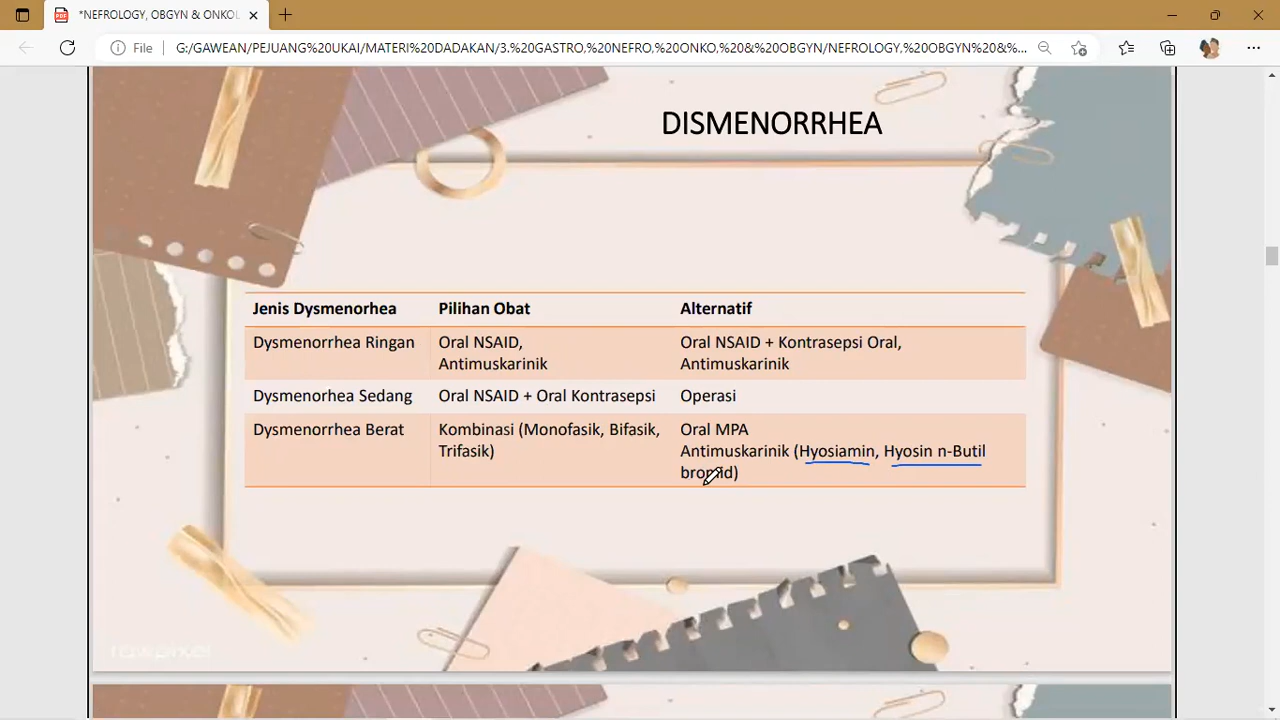 *NEFROLOGY, OBGYN & ONKOL
File
G:/GAWEAN/PEJUANG%20UKAI/MATERI%20DADAKAN/3.%20GASTRO,%20NEFRO,%20ONKO,%20&%20OBGYN/NEFROLOGY,%20OBGYN%20&%...
DISMENORRHEA
Jenis Dysmenorhea Pilihan Obat Alternatif
Dysmenorrhea Ringan Oral NSAID, Oral NSAID + Kontrasepsi Oral,
Antimuskarinik Antimuskarinik
Dysmenorhea Sedang Oral NSAID + Oral Kontrasepsi Operasi
Dysmenorrhea Berat Kombinasi (Monofasik, Bifasik, Oral MPA
Trifasik) Antimuskarinik (Hyosiamin, Hyosin n-Butil
bromid)